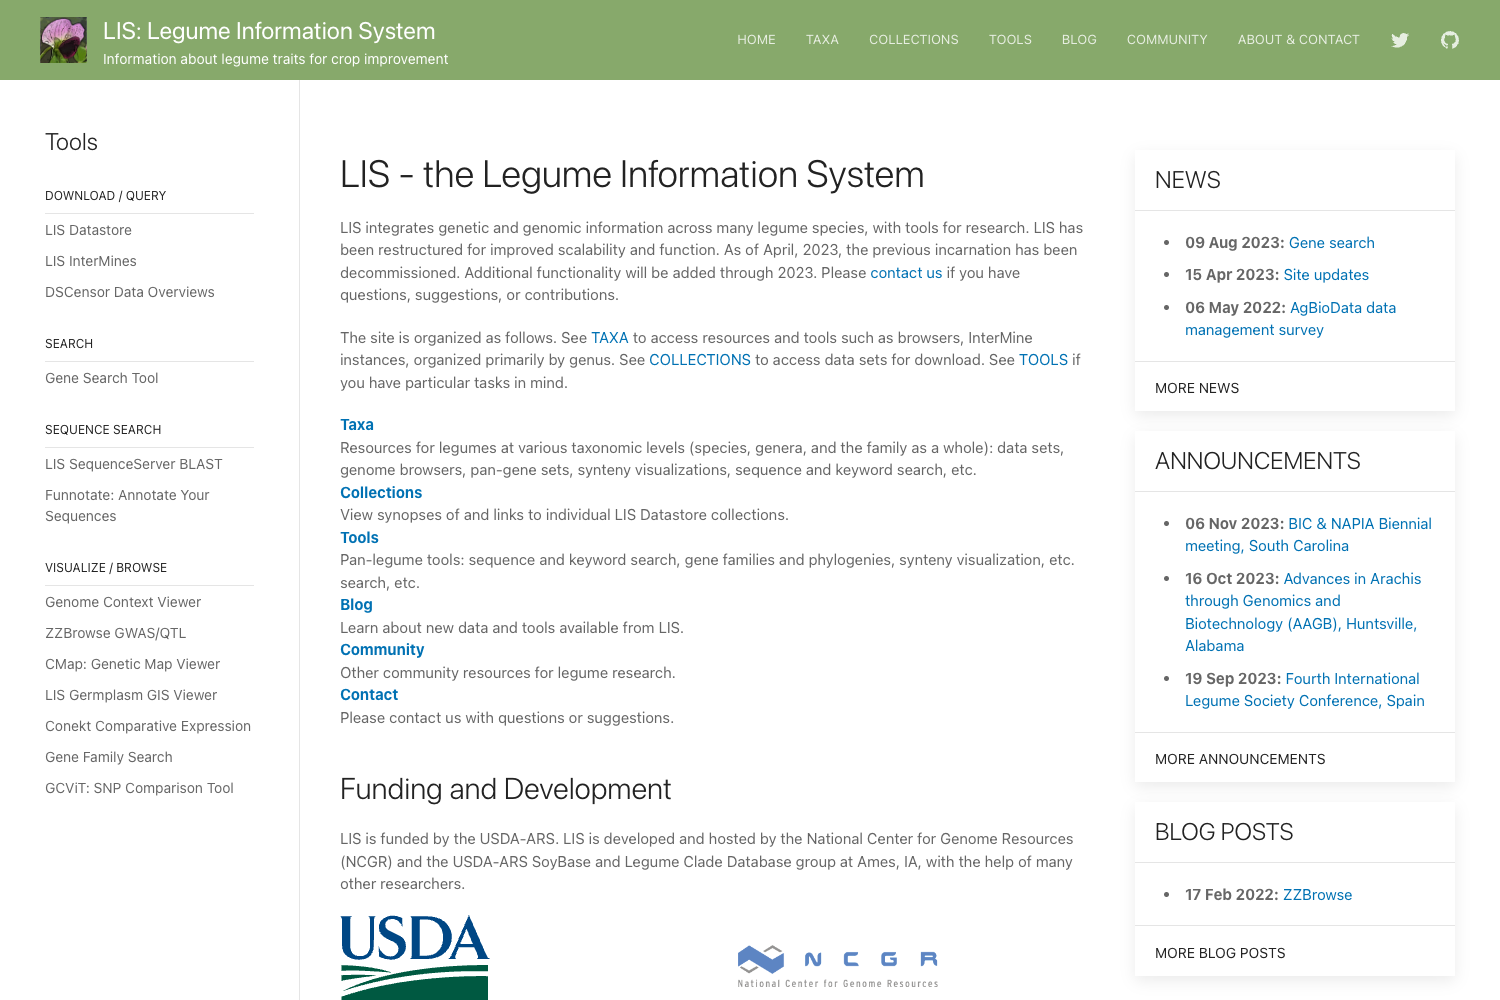 LIS: Legume Information System
Information about legume traits for crop improvement
HOME
TAXA
COLLECTIONS
TOOLS
BLOG
COMMUNITY
ABOUT & CONTACT
Tools
DOWNLOAD / QUERY
LIS Datastore
LIS InterMines
DSCensor Data Overviews
SEARCH
Gene Search Tool
SEQUENCE SEARCH
LIS SequenceServer BLAST
Funnotate: Annotate Your
Sequences
VISUALIZE / BROWSE
Genome Context Viewer
ZZBrowse GWAS/QTL
CMap: Genetic Map Viewer
LIS Germplasm GIS Viewer
Conekt Comparative Expression
Gene Family Search
GCViT: SNP Comparison Tool
LIS - the Legume Information System
LIS integrates genetic and genomic information across many legume species, with tools for research. LIS has
been restructured for improved scalability and function. As of April, 2023, the previous incarnation has been
decommissioned. Additional functionality will be added through 2023. Please contact us if you have
questions, suggestions, or contributions.
The site is organized as follows. See TAXA to access resources and tools such as browsers, InterMine
instances, organized primarily by genus. See COLLECTIONS to access data sets for download. See TOOLS if
you have particular tasks in mind.
Taxa
Resources for legumes at various taxonomic levels (species, genera, and the family as a whole): data sets,
genome browsers, pan-gene sets, synteny visualizations, sequence and keyword search, etc.
Collections
View synopses of and links to individual LIS Datastore collections.
Tools
Pan-legume tools: sequence and keyword search, gene families and phylogenies, synteny visualization, etc.
search, etc.
Blog
Learn about new data and tools available from LIS.
Community
Other community resources for legume research.
Contact
Please contact us with questions or suggestions.
Funding and Development
LIS is funded by the USDA-ARS. LIS is developed and hosted by the National Center for Genome Resources
(NCGR) and the USDA-ARS SoyBase and Legume Clade Database group at Ames, IA, with the help of many
other researchers.
USDA
NCGR
National Center for Genome Resources
NEWS
• 09 Aug 2023: Gene search
• 15 Apr 2023: Site updates
• 06 May 2022: AgBioData data
management survey
MORE NEWS
ANNOUNCEMENTS
• 06 Nov 2023: BIC & NAPIA Biennial
meeting, South Carolina
• 16 Oct 2023: Advances in Arachis
through Genomics and
Biotechnology (AAGB), Huntsville,
Alabama
• 19 Sep 2023: Fourth International
Legume Society Conference, Spain
MORE ANNOUNCEMENTS
BLOG POSTS
• 17 Feb 2022: ZZBrowse
MORE BLOG POSTS